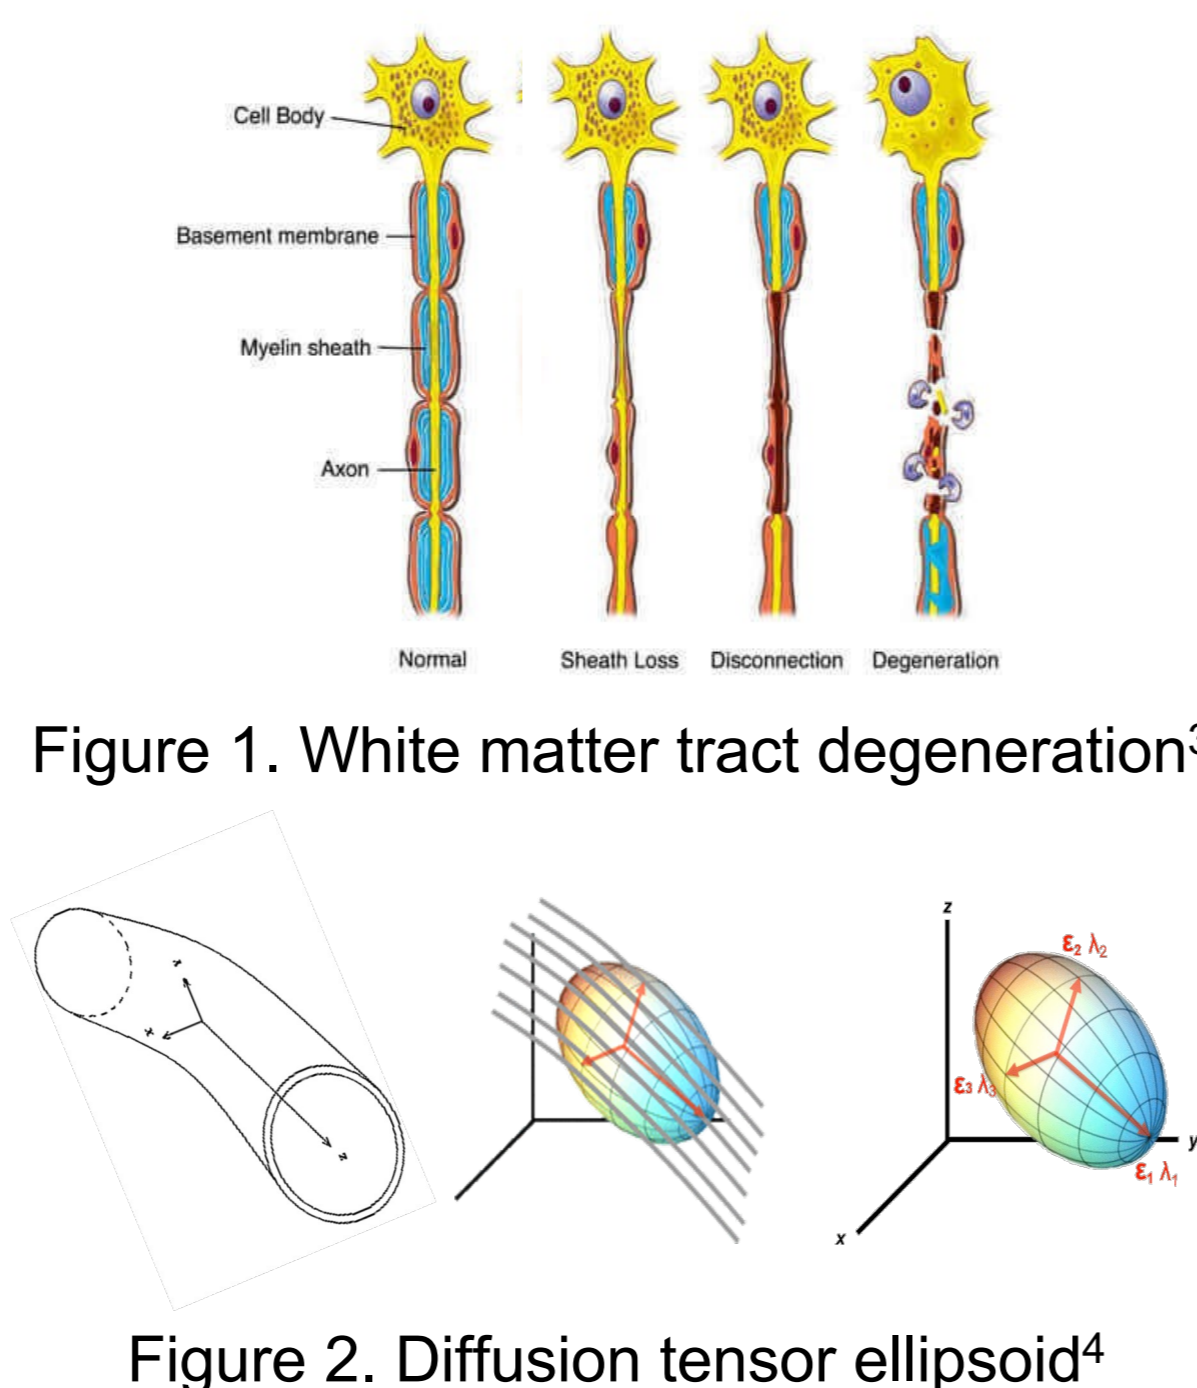 Cell Body
Basement membrane
Myelin sheath
Axon
Normal Sheath Loss Disconnection Degeneration
Figure 1. White matter tract degeneration³
x
x
z
z
ε₂ λ₂
ε₃ λ₃
y
ε₁ λ₁
x
Figure 2. Diffusion tensor ellipsoid⁴